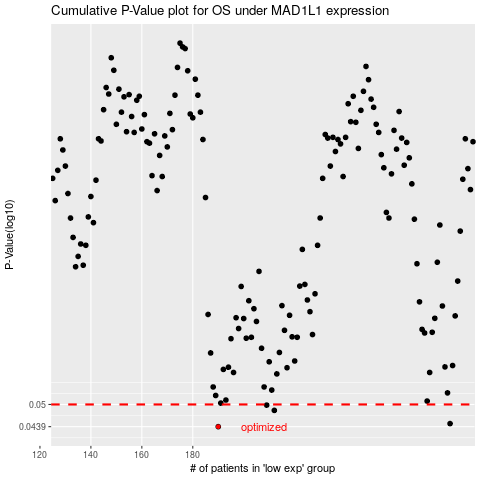 Cumulative P-Value plot for OS under MAD1L1 expression
P-Value(log10)
0.05
0.0439
optimized
120 140 160 180
# of patients in 'low exp' group